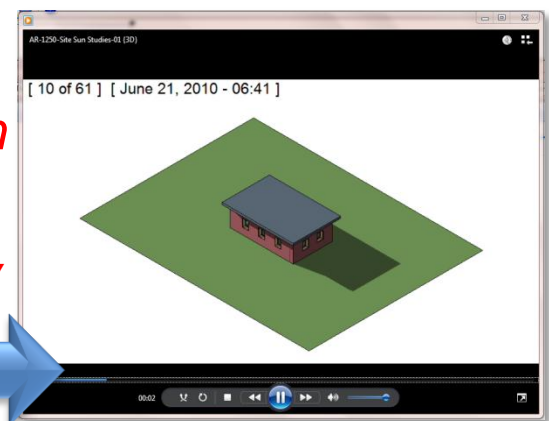 AR-1250-Site Sun Studies-01 (3D)
[ 10 of 61 ] [ June 21, 2010 - 06:41 ]
00:02